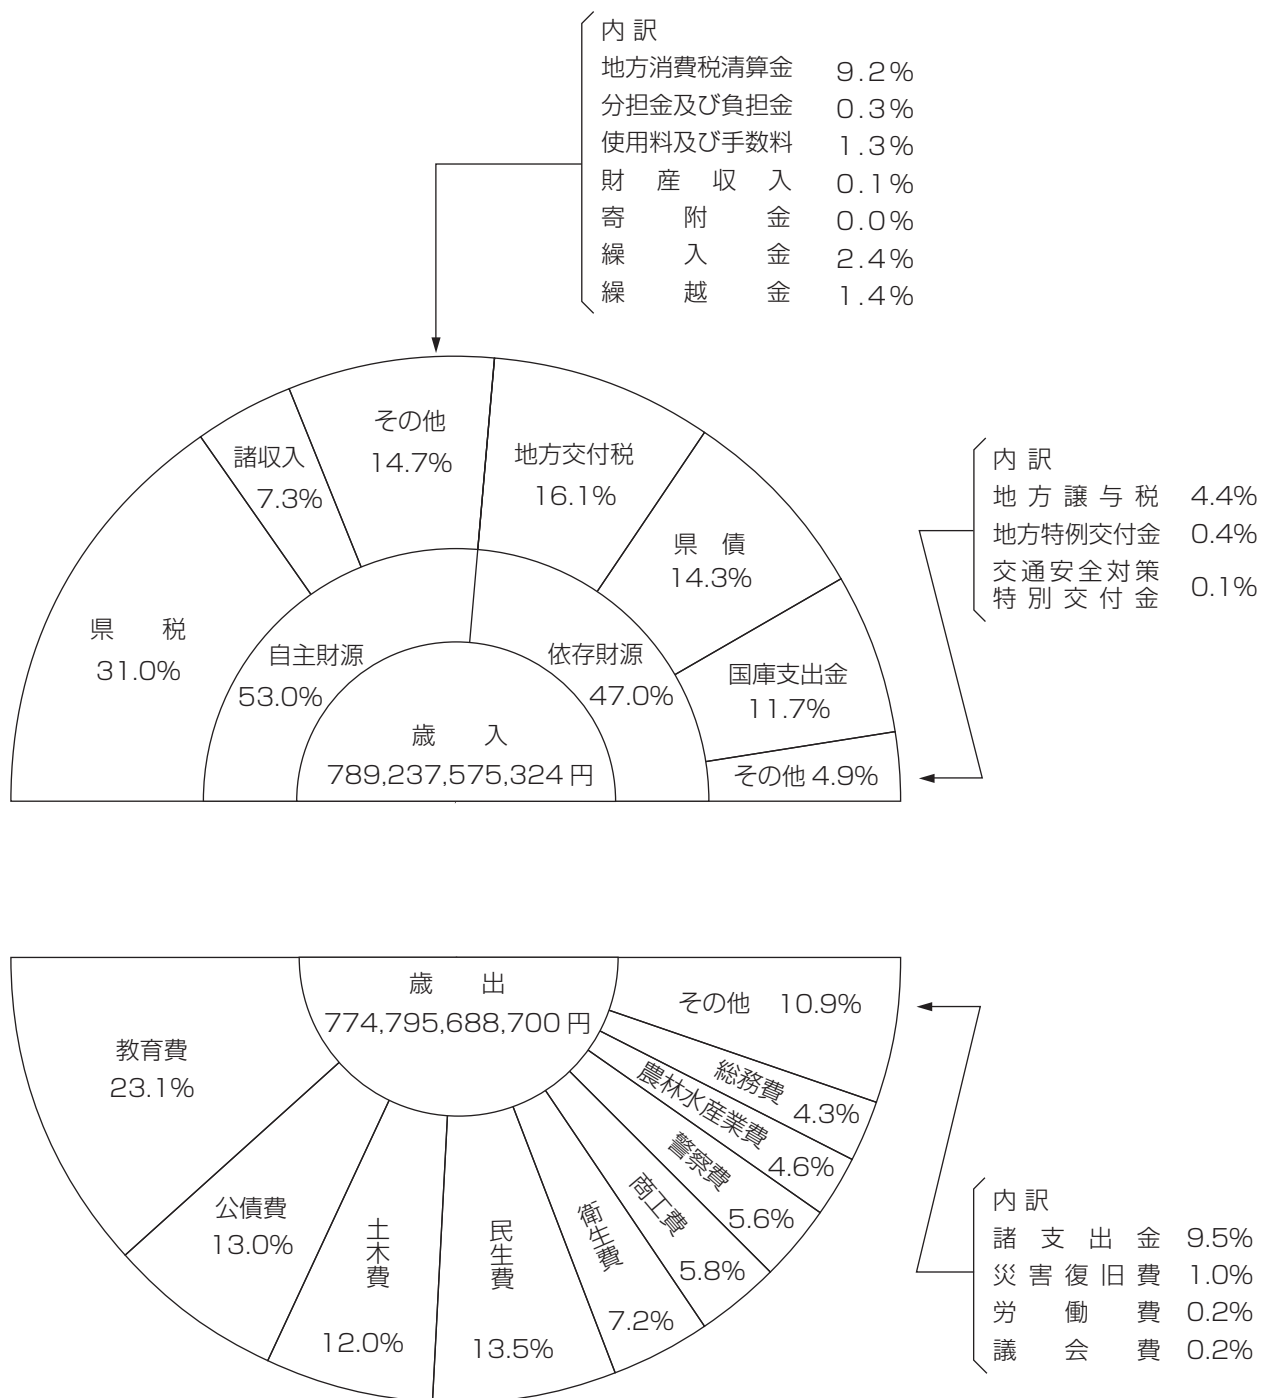 内訳
地方消費税清算金 9.2%
分担金及び負担金 0.3%
使用料及び手数料 1.3%
財産収入 0.1%
寄附金 0.0%
繰入金 2.4%
繰越金 1.4%
その他
14.7%
諸収入
7.3%
地方交付税
16.1%
県債
14.3%
県税
31.0%
自主財源
53.0%
依存財源
47.0%
国庫支出金
11.7%
その他 4.9%
歳入
789,237,575,324円
内訳
地方譲与税 4.4%
地方特例交付金 0.4%
交通安全対策
特別交付金 0.1%
歳出
774,795,688,700円
教育費
23.1%
公債費
13.0%
土木費
12.0%
民生費
13.5%
衛生費
7.2%
商工費
5.8%
警察費
5.6%
農林水産業費
4.6%
総務費
4.3%
その他 10.9%
内訳
諸支出金 9.5%
災害復旧費 1.0%
労働費 0.2%
議会費 0.2%